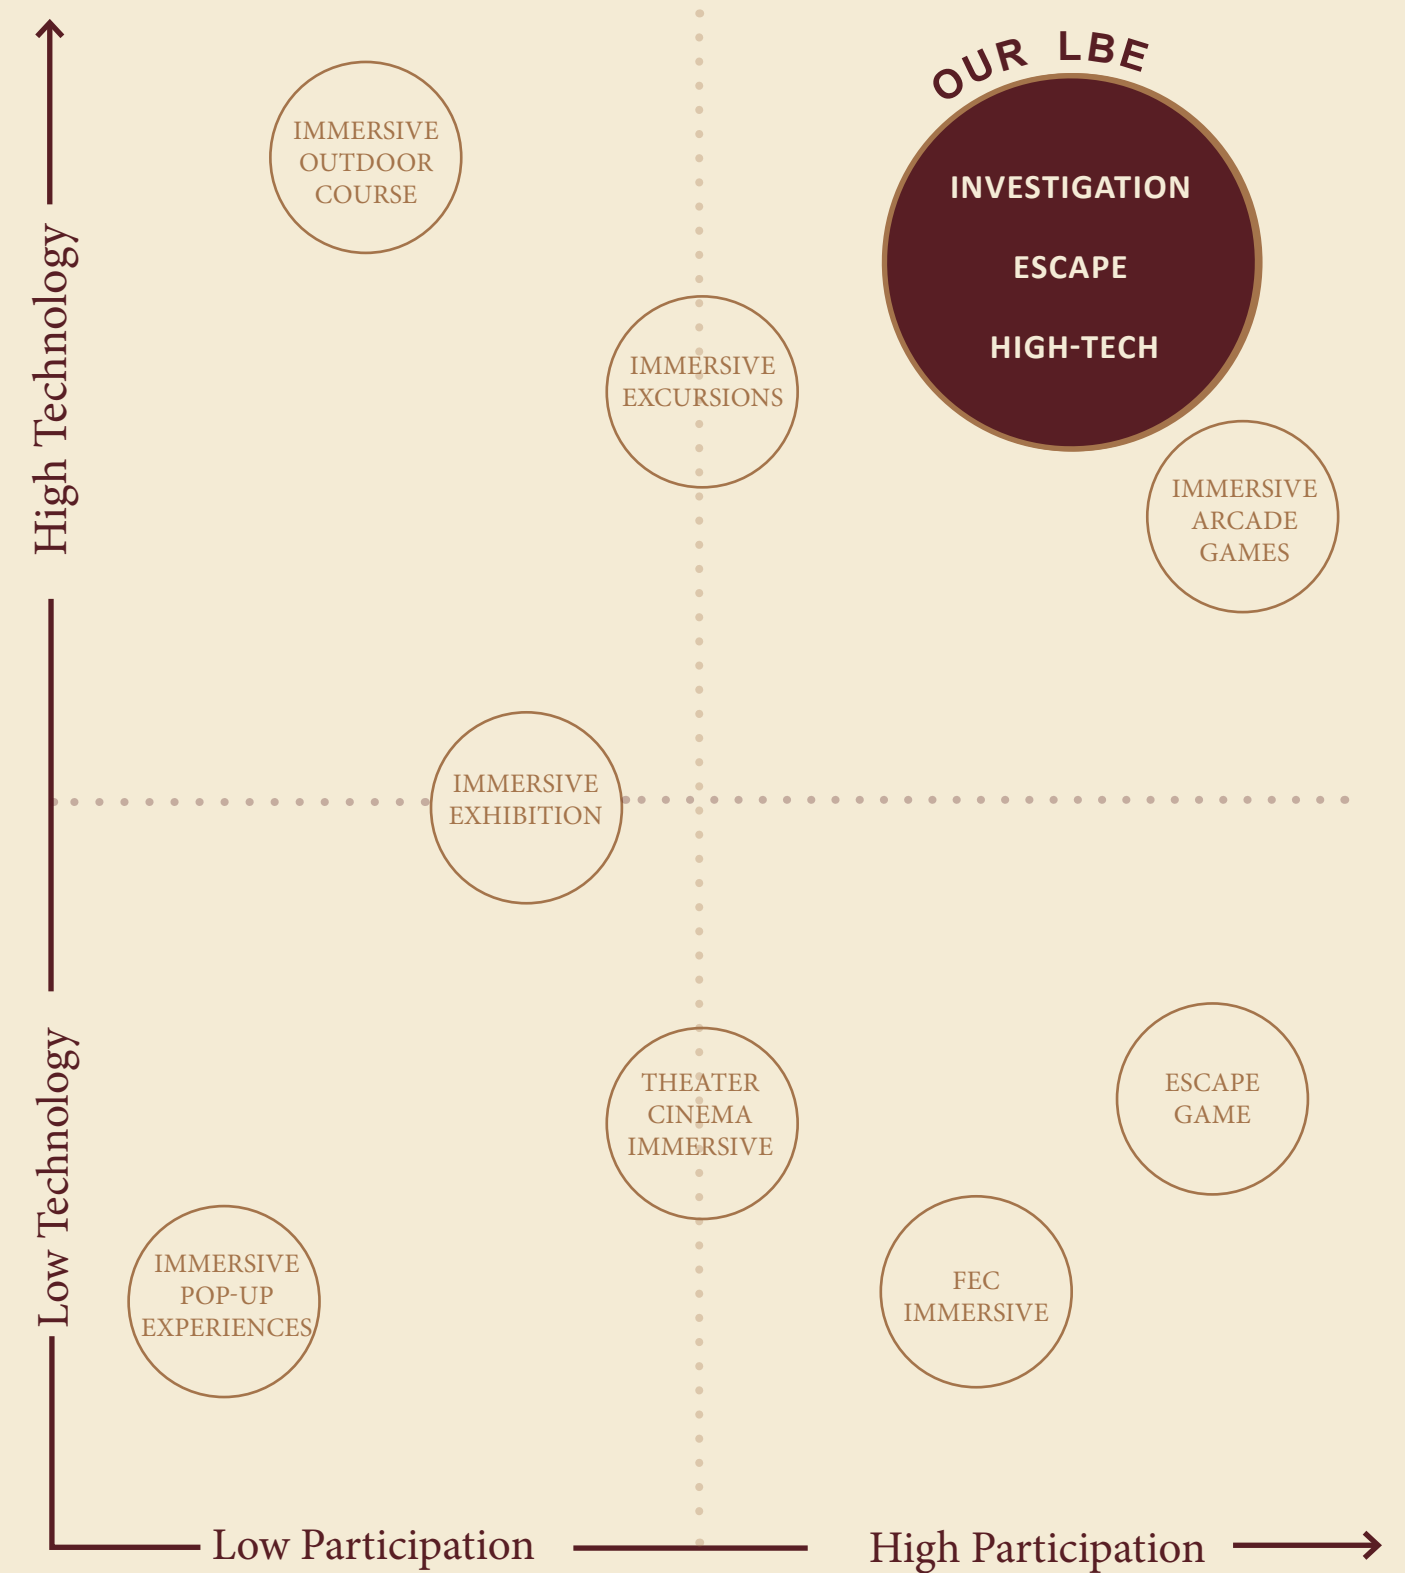 OUR LBE
IMMERSIVE
OUTDOOR
COURSE
INVESTIGATION
ESCAPE
HIGH-TECH
High Technology
IMMERSIVE
EXCURSIONS
IMMERSIVE
ARCADE
GAMES
IMMERSIVE
EXHIBITION
Low Technology
THEATER
CINEMA
IMMERSIVE
ESCAPE
GAME
IMMERSIVE
POP-UP
EXPERIENCES
FEC
IMMERSIVE
Low Participation
High Participation